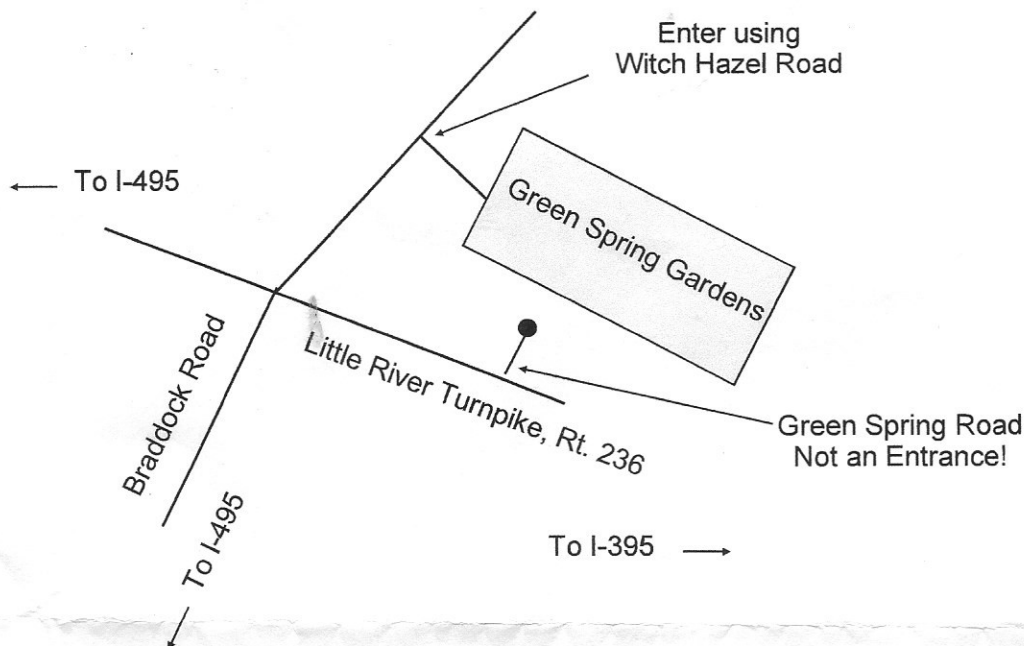 Enter using
Witch Hazel Road
To I-495
Green Spring Gardens
Braddock Road
Little River Turnpike, Rt. 236
Green Spring Road
Not an Entrance!
To I-495
To I-395